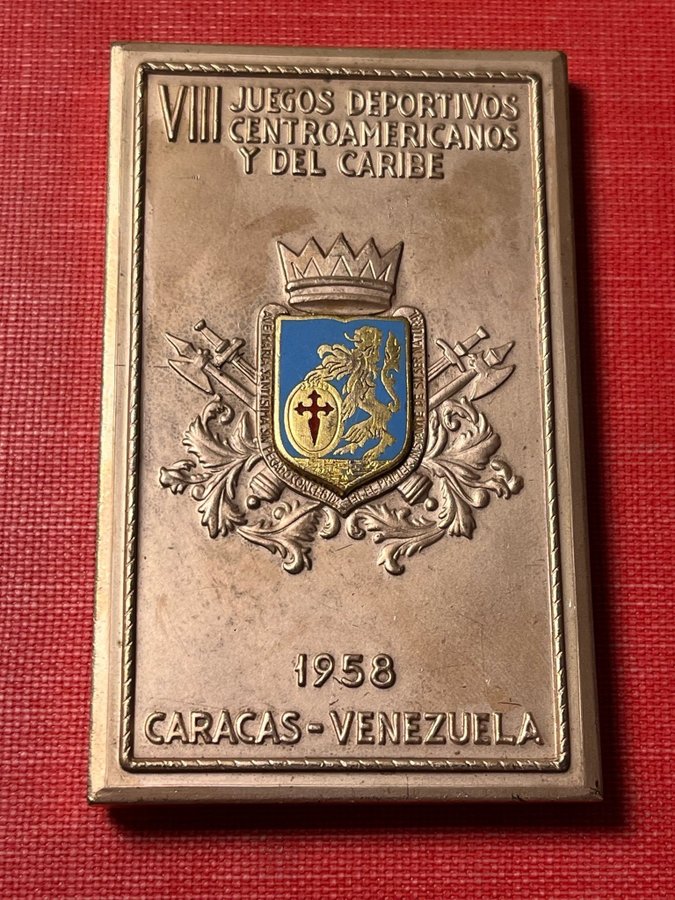 VIII JUEGOS DEPORTIVOS
CENTROAMERICANOS
Y DEL CARIBE
1958
CARACAS - VENEZUELA